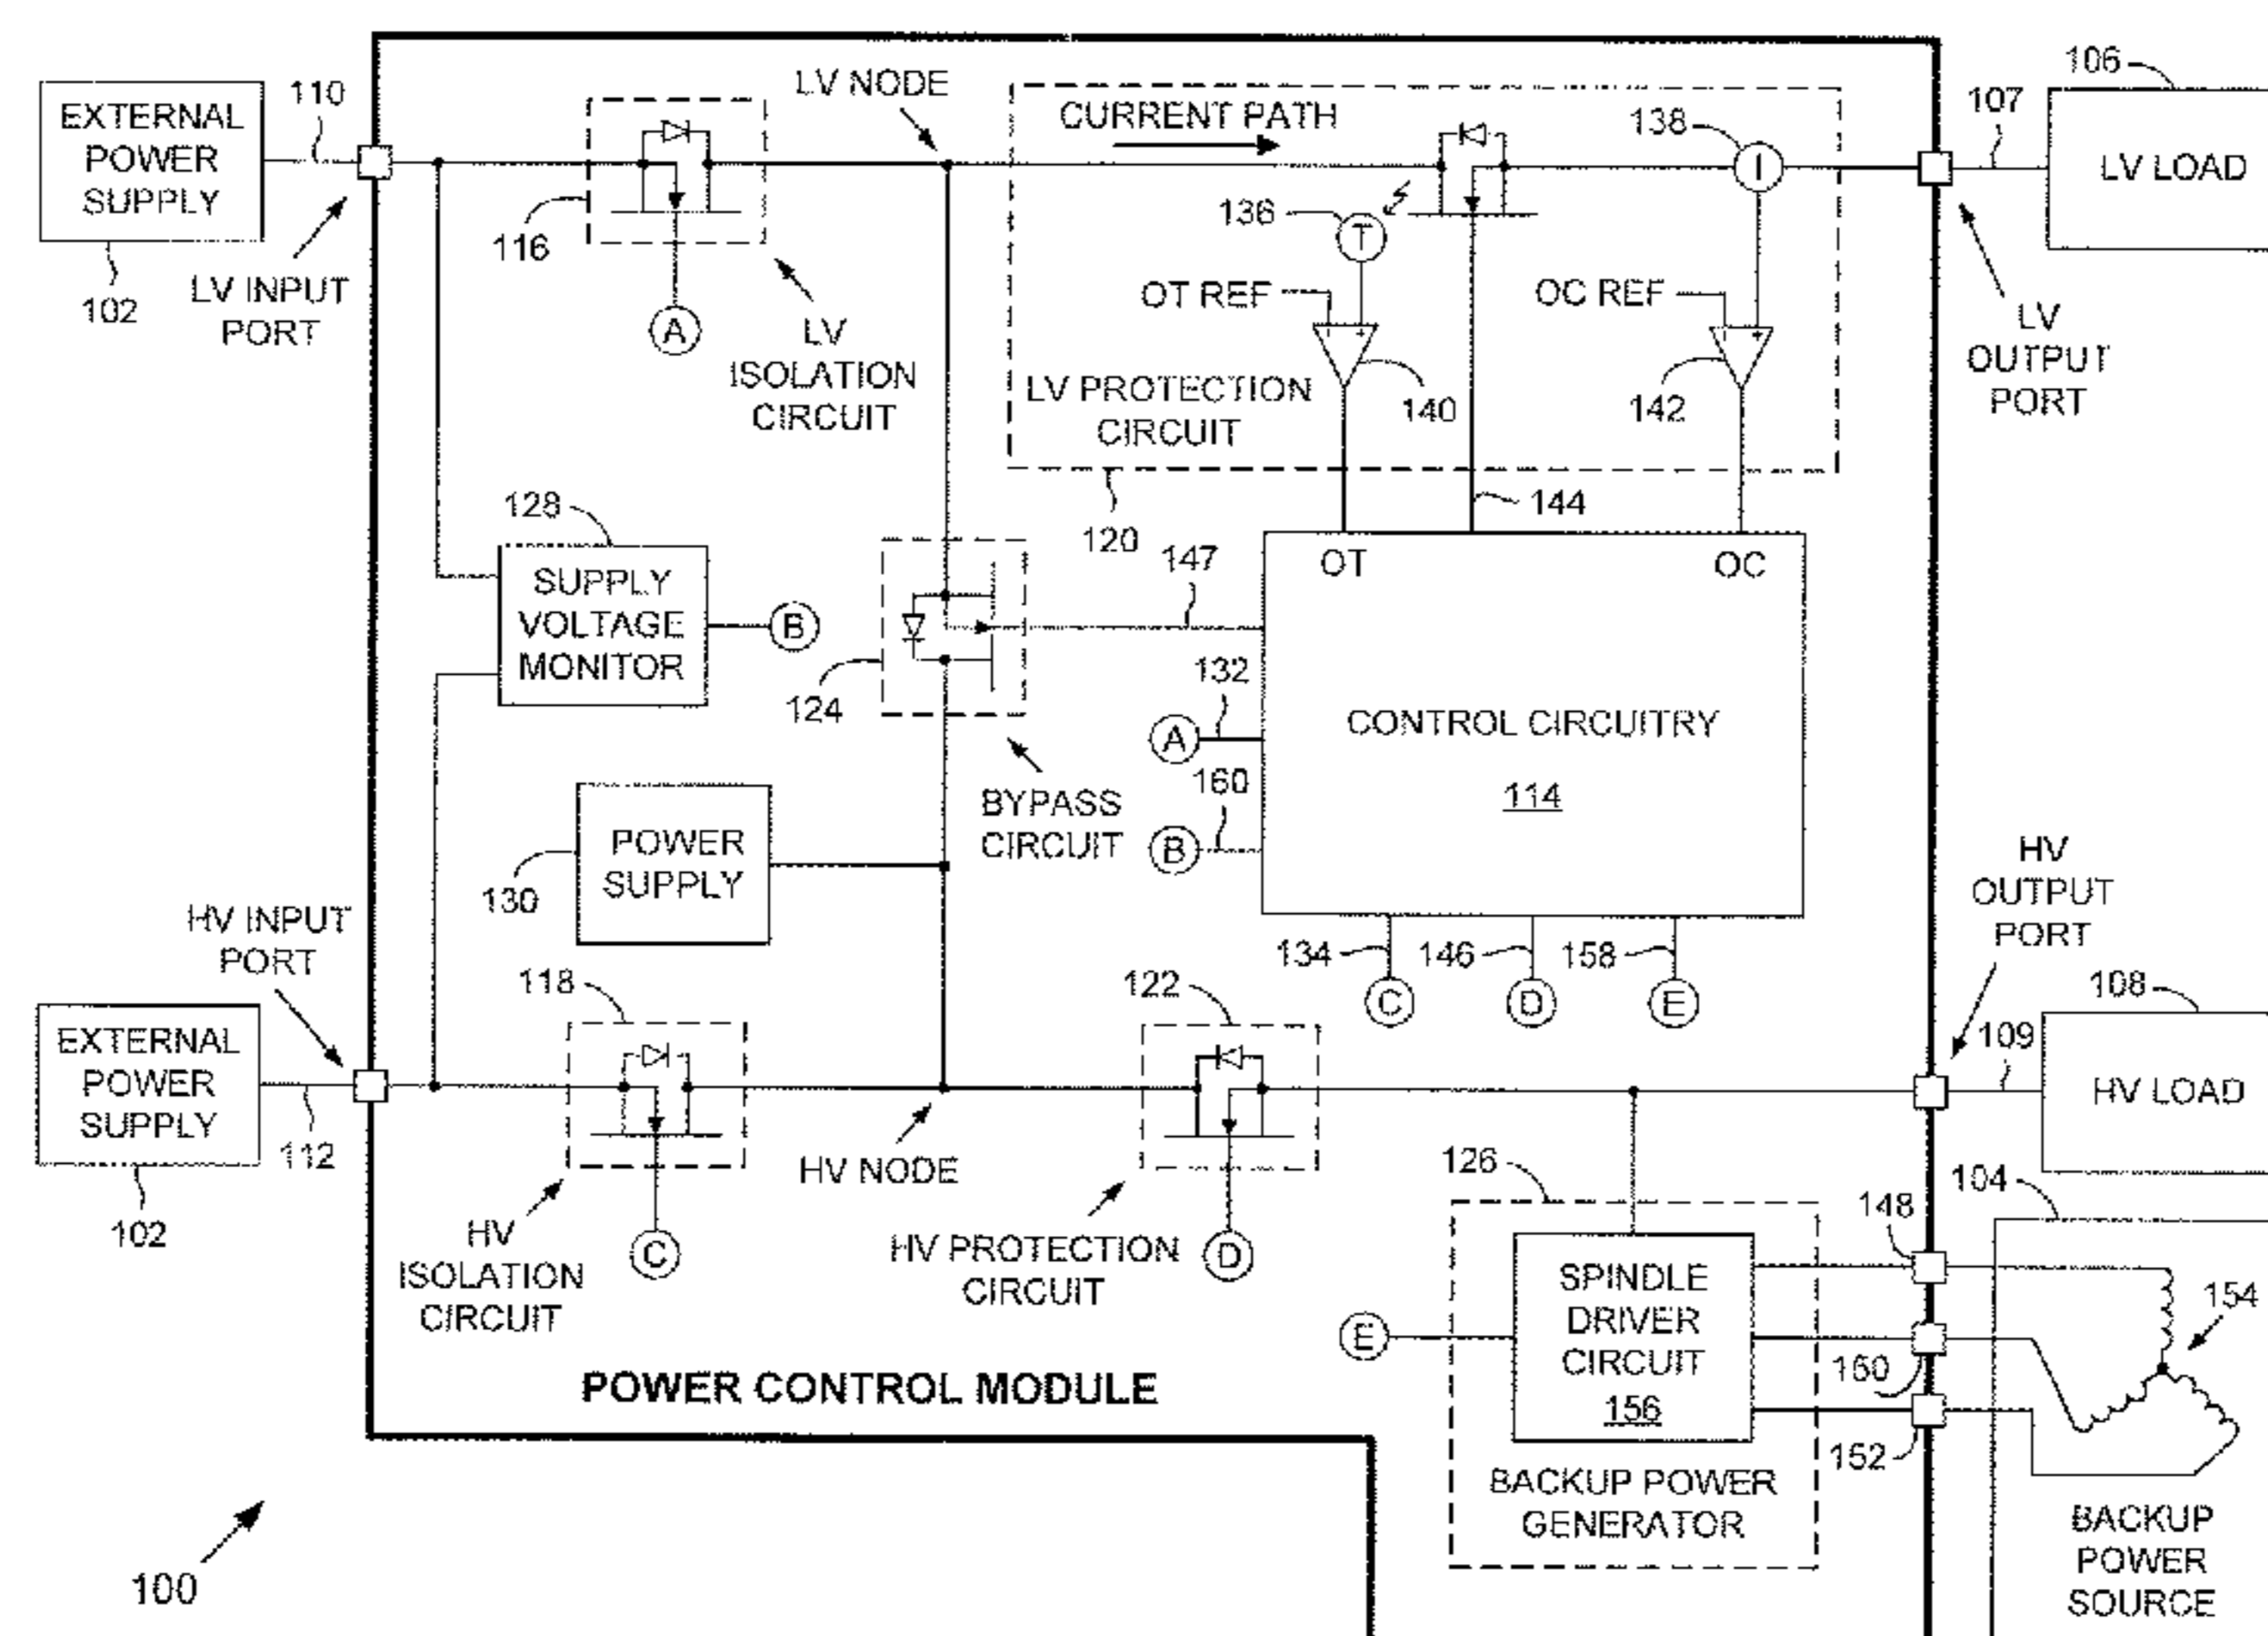 EXTERNAL
POWER
SUPPLY
102
110
LV INPUT
PORT
116
A
LV
ISOLATION
CIRCUIT
LV NODE
CURRENT PATH
136
T
138
I
OT REF
OC REF
140
142
LV PROTECTION
CIRCUIT
120
144
LV
OUTPUT
PORT
107
106
LV LOAD
128
SUPPLY
VOLTAGE
MONITOR
B
124
BYPASS
CIRCUIT
147
OT
OC
CONTROL CIRCUITRY
114
132
A
160
B
134
C
146
D
158
E
130
POWER
SUPPLY
HV INPUT
PORT
EXTERNAL
POWER
SUPPLY
102
112
118
HV
ISOLATION
CIRCUIT
C
HV NODE
122
HV PROTECTION
CIRCUIT
D
HV
OUTPUT
PORT
109
108
HV LOAD
126
E
SPINDLE
DRIVER
CIRCUIT
156
BACKUP POWER
GENERATOR
148
150
152
104
154
BACKUP
POWER
SOURCE
POWER CONTROL MODULE
100